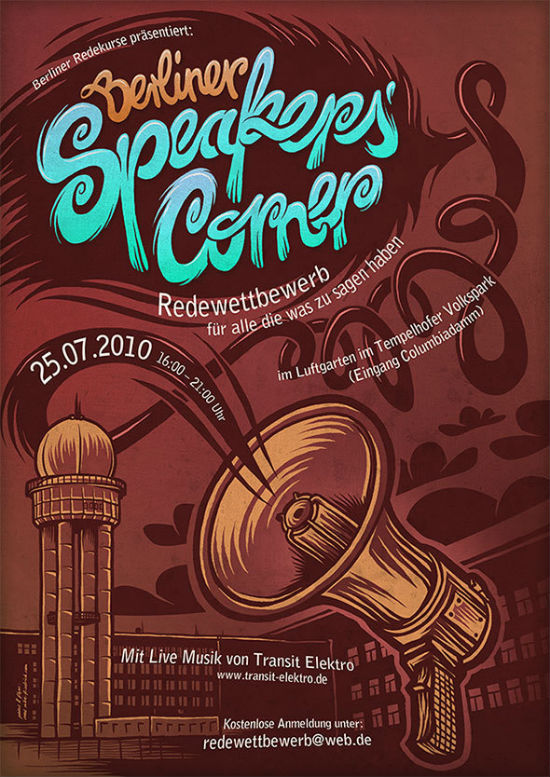 Berliner Redekurse präsentiert:
Berliner
Speakers'
Corner
Redewettbewerb
für alle die was zu sagen haben
25.07.2010 16:00 - 21:00 Uhr
im Luftgarten im Tempelhofer Volkspark
(Eingang Columbiadamm)
Mit Live Musik von Transit Elektro
www.transit-elektro.de
Kostenlose Anmeldung unter:
redewettbewerb@web.de